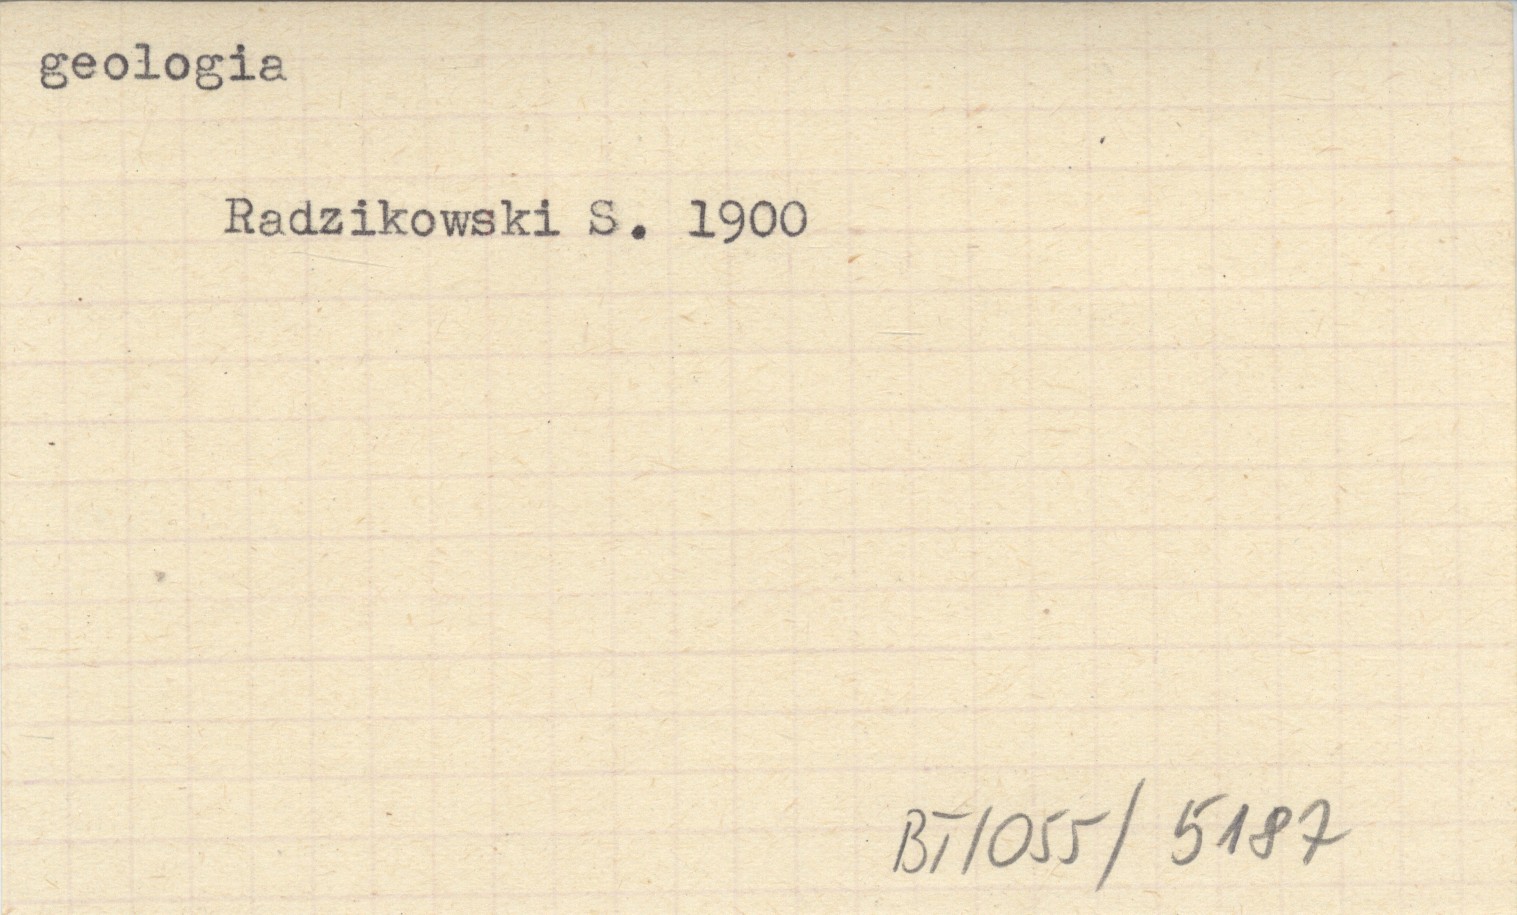 geologia
Radzikowski S. 1900
BT/055/ 5187